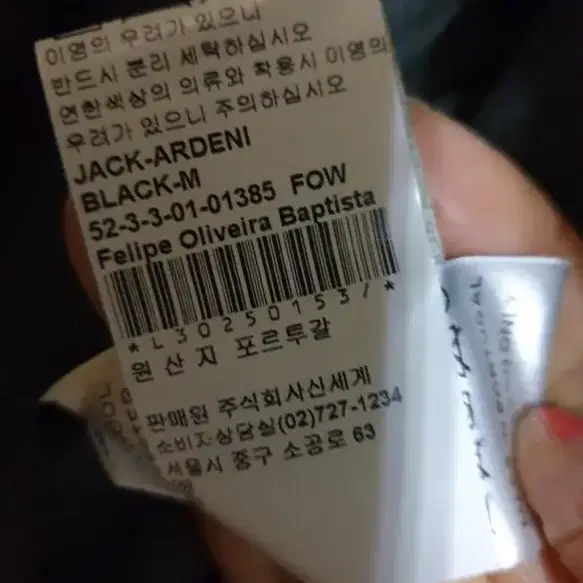 이염의 우려가 있으니
반드시 분리 세탁하십시오
연한색상의 의류와 착용시 이염의
우려가 있으니 주의하십시오
JACK-ARDENI
BLACK-M
52-3-3-01-01385 FOW
Felipe Oliveira Baptista
*L30250153/*
원산지 포르투갈
판매원 주식회사신세계
소비자상담실(02)727-1234
서울시 중구 소공로 63